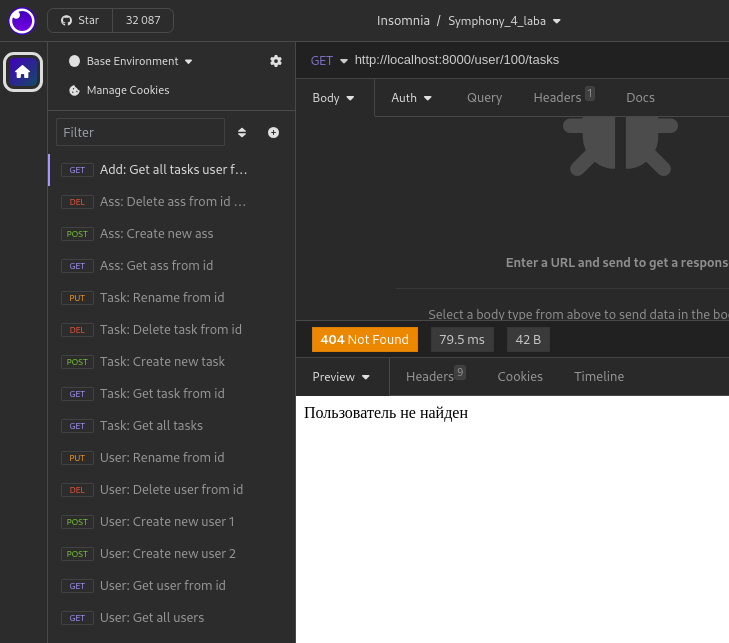 Star 32 087 Insomnia / Symphony_4_laba
Base Environment
Manage Cookies
Filter
GET Add: Get all tasks user f...
DEL Ass: Delete ass from id ...
POST Ass: Create new ass
GET Ass: Get ass from id
PUT Task: Rename from id
DEL Task: Delete task from id
POST Task: Create new task
GET Task: Get task from id
GET Task: Get all tasks
PUT User: Rename from id
DEL User: Delete user from id
POST User: Create new user 1
POST User: Create new user 2
GET User: Get user from id
GET User: Get all users
GET http://localhost:8000/user/100/tasks
Body Auth Query Headers 1 Docs
Enter a URL and send to get a respons
Select a body type from above to send data in the bo
404 Not Found 79.5 ms 42 B
Preview Headers 9 Cookies Timeline
Пользователь не найден